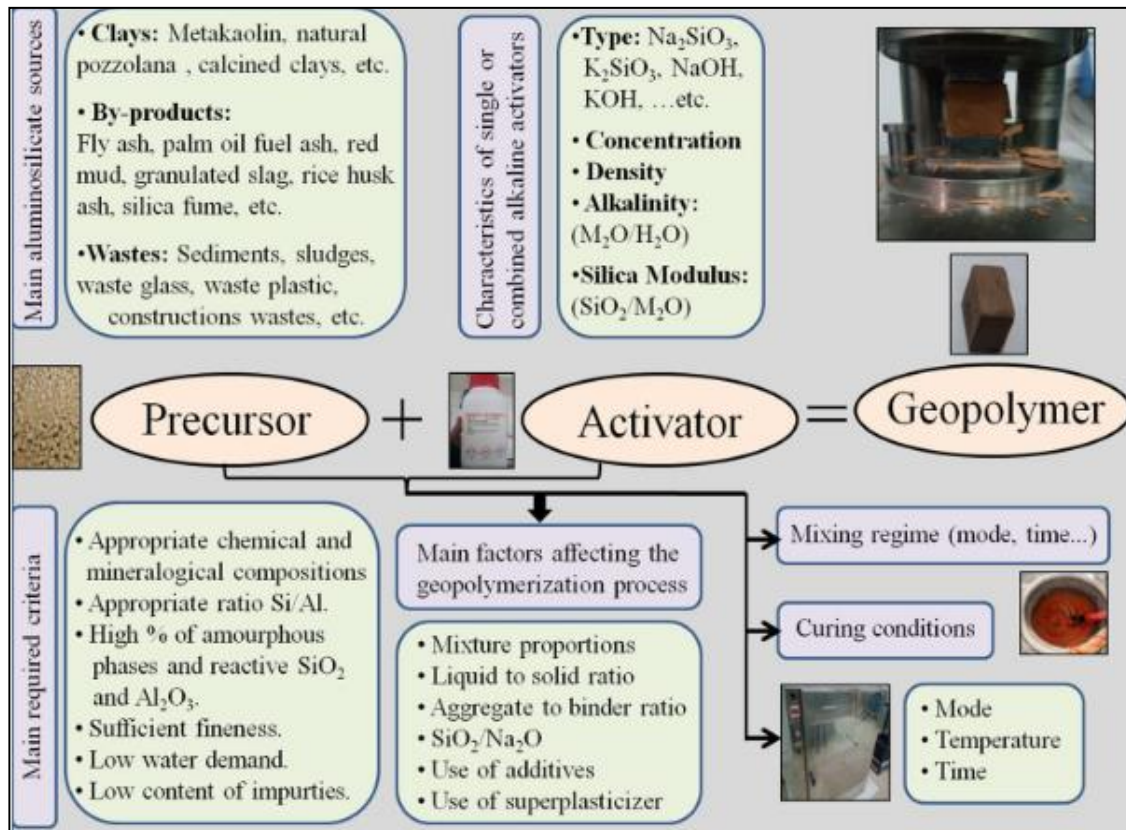 Main aluminosilicate sources
• Clays: Metakaolin, natural
pozzolana , calcined clays, etc.
• By-products:
Fly ash, palm oil fuel ash, red
mud, granulated slag, rice husk
ash, silica fume, etc.
•Wastes: Sediments, sludges,
waste glass, waste plastic,
constructions wastes, etc.
Characteristics of single or
combined alkaline activators
•Type: Na₂SiO₃,
K₂SiO₃, NaOH,
KOH, …etc.
• Concentration
• Density
• Alkalinity:
(M₂O/H₂O)
•Silica Modulus:
(SiO₂/M₂O)
Precursor + Activator = Geopolymer
Main required criteria
• Appropriate chemical and
mineralogical compositions
• Appropriate ratio Si/Al.
• High % of amourphous
phases and reactive SiO₂
and Al₂O₃.
• Sufficient fineness.
• Low water demand.
• Low content of impurties.
Main factors affecting the
geopolymerization process
• Mixture proportions
• Liquid to solid ratio
• Aggregate to binder ratio
• SiO₂/Na₂O
• Use of additives
• Use of superplasticizer
Mixing regime (mode, time...)
Curing conditions
• Mode
• Temperature
• Time